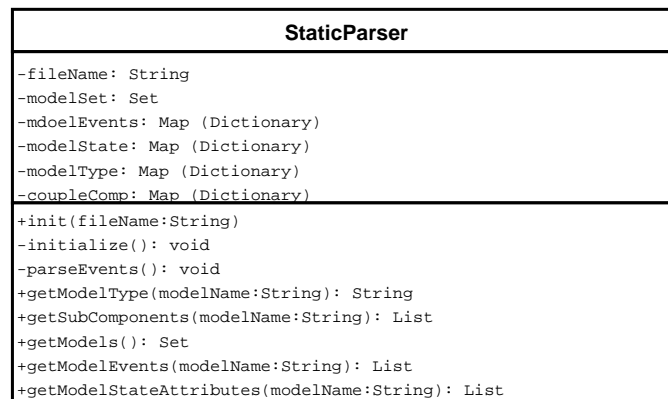 StaticParser
-fileName: String
-modelSet: Set
-mdoelEvents: Map (Dictionary)
-modelState: Map (Dictionary)
-modelType: Map (Dictionary)
-coupleComp: Map (Dictionary)
+init(fileName:String)
-initialize(): void
-parseEvents(): void
+getModelType(modelName:String): String
+getSubComponents(modelName:String): List
+getModels(): Set
+getModelEvents(modelName:String): List
+getModelStateAttributes(modelName:String): List